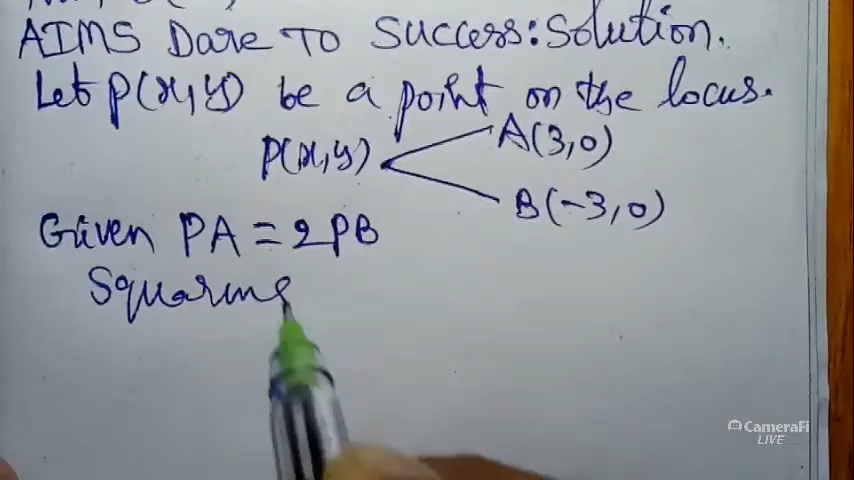 AIMS Dare To Success: Solution.
Let P(x,y) be a point on the locus.
P(x,y)
A(3,0)
B(-3,0)
Given PA = 2PB
Squaring
CameraFi
LIVE